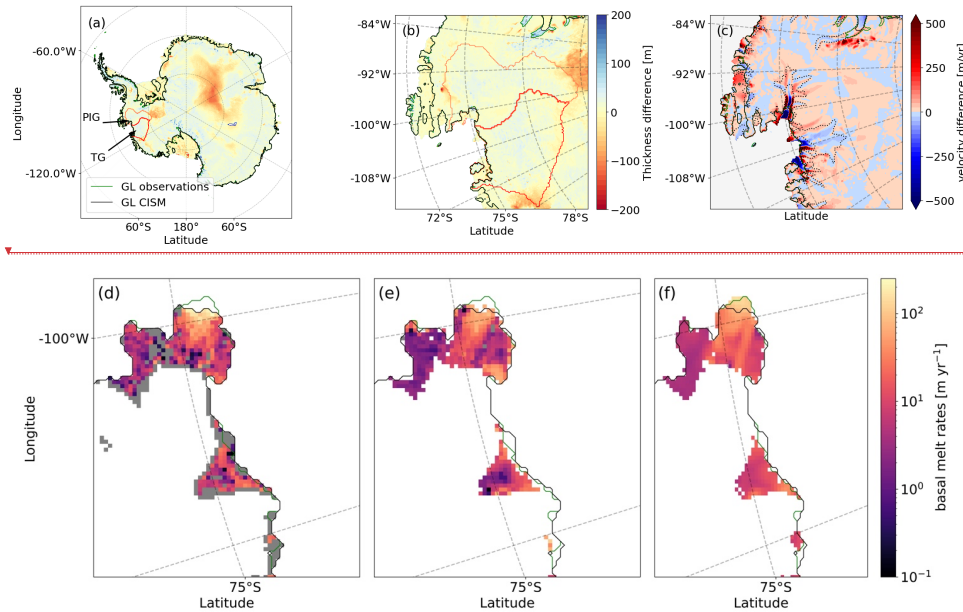 (a)
-60.0°W
-120.0°W
Longitude
PIG
TG
GL observations
GL CISM
60°S 180° 60°S
Latitude
(b)
-84°W
-92°W
-100°W
-108°W
72°S 75°S 78°S
Latitude
200
100
0
−100
−200
Thickness difference [m]
(c)
-84°W
-92°W
-100°W
-108°W
Latitude
500
250
0
−250
−500
velocity difference [m/yr]
(d)
-100°W
Longitude
75°S
Latitude
(e)
75°S
Latitude
(f)
75°S
Latitude
10²
10¹
10⁰
10⁻¹
basal melt rates [m yr⁻¹]